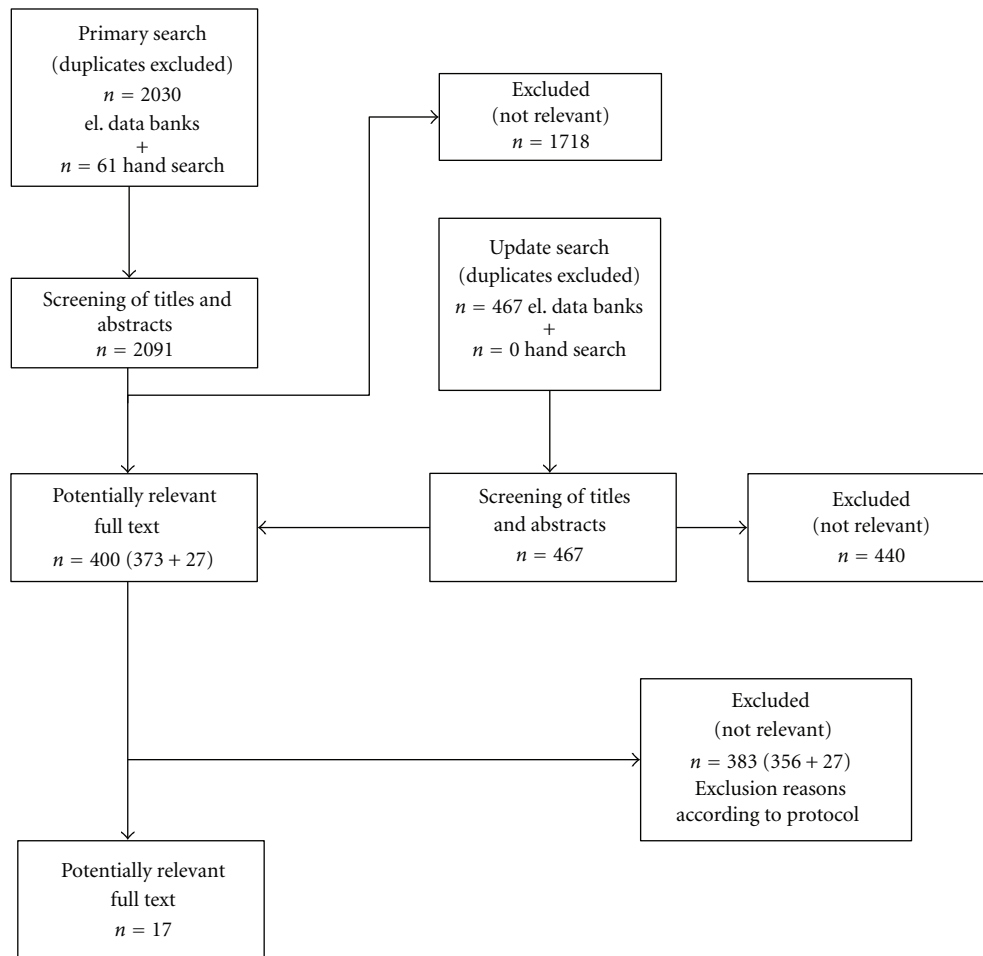 Primary search
(duplicates excluded)
n = 2030
el. data banks
+
n = 61 hand search
Excluded
(not relevant)
n = 1718
Update search
(duplicates excluded)
n = 467 el. data banks
+
n = 0 hand search
Screening of titles and
abstracts
n = 2091
Potentially relevant
full text
n = 400 (373 + 27)
Screening of titles
and abstracts
n = 467
Excluded
(not relevant)
n = 440
Excluded
(not relevant)
n = 383 (356 + 27)
Exclusion reasons
according to protocol
Potentially relevant
full text
n = 17